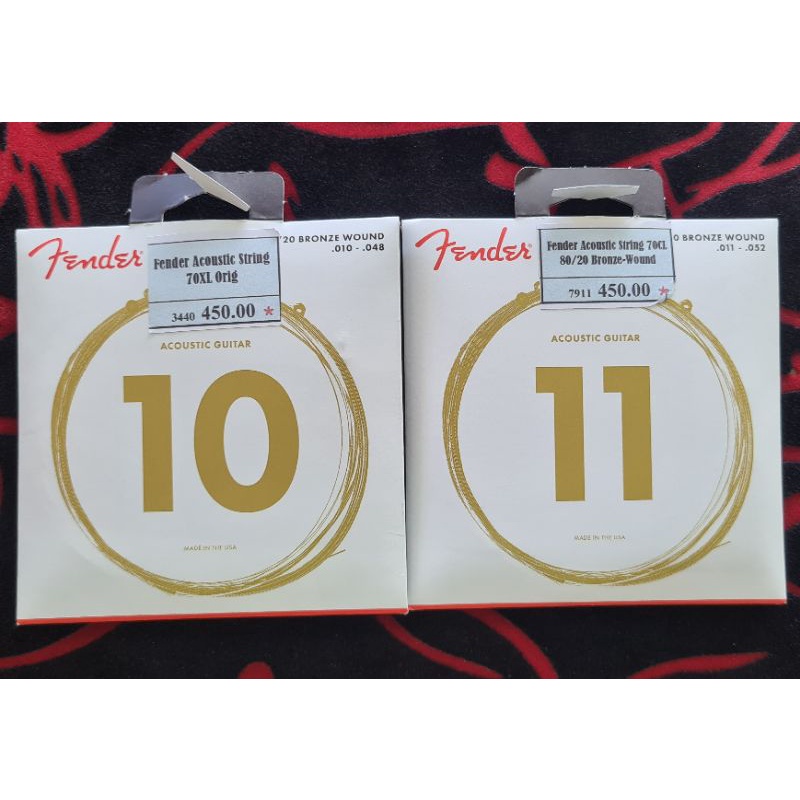 Fender
'20 BRONZE WOUND
.010 - .048
Fender Acoustic String
70XL Orig
3440 450.00 *
ACOUSTIC GUITAR
10
MADE IN THE USA
Fender
0 BRONZE WOUND
.011 - .052
Fender Acoustic String 70CL
80/20 Bronze-Wound
7911 450.00 *
ACOUSTIC GUITAR
11
MADE IN THE USA